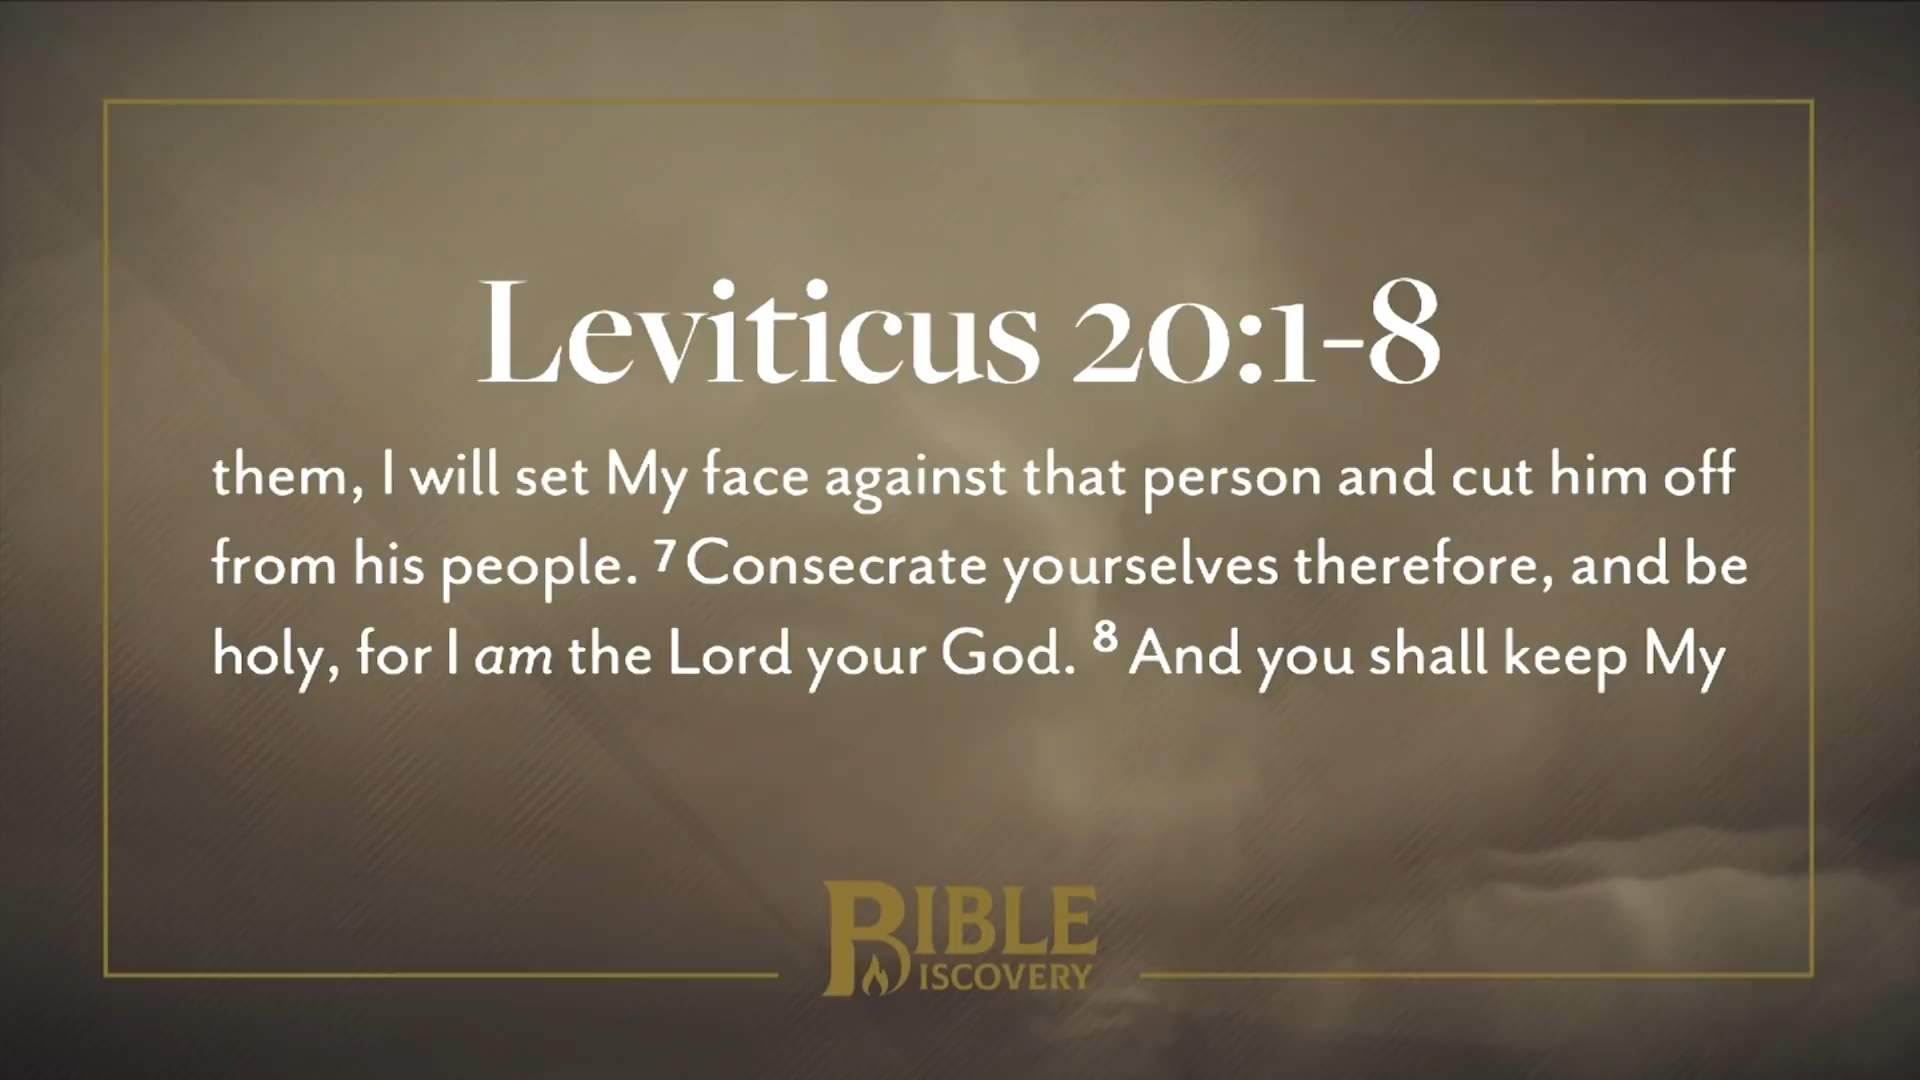 Leviticus 20:1-8
them, I will set My face against that person and cut him off
from his people. ⁷ Consecrate yourselves therefore, and be
holy, for I am the Lord your God. ⁸ And you shall keep My
BIBLE
DISCOVERY